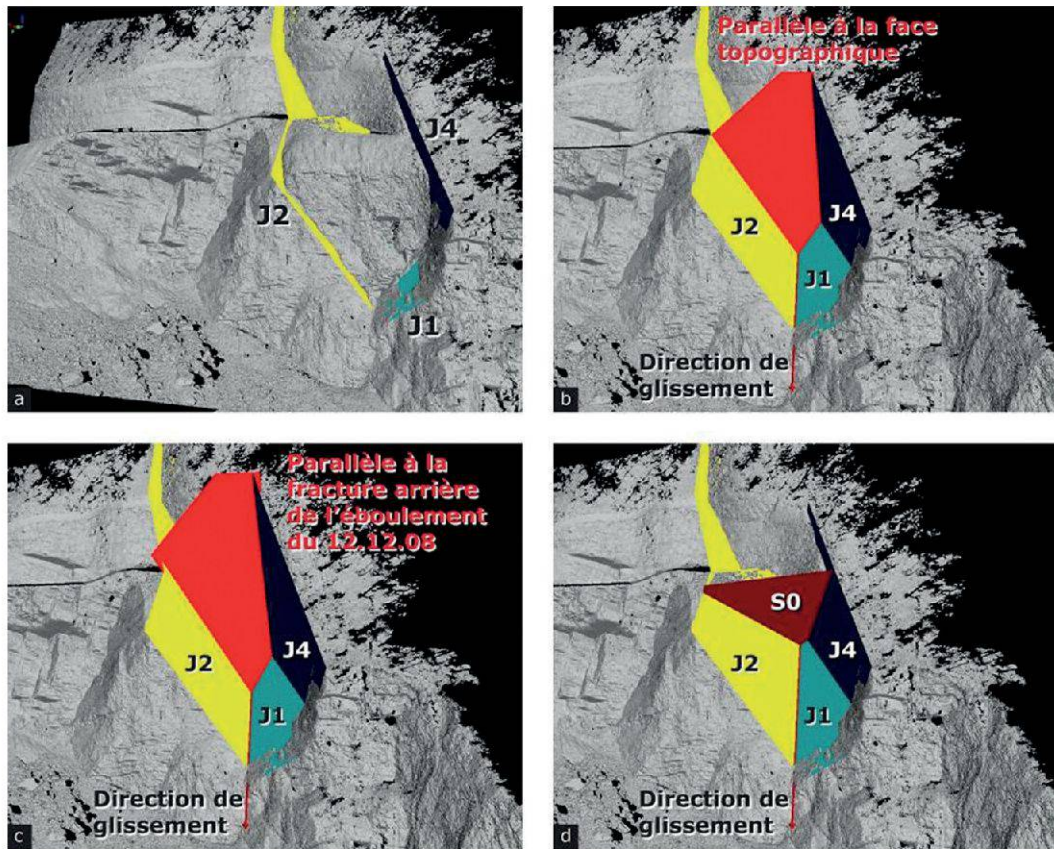 J4
J2
J1
a
Parallèle à la face
topographique
J4
J2
J1
Direction de
glissement
b
Parallèle à la
fracture arrière
de l'éboulement
du 12.12.08
J4
J2
J1
Direction de
glissement
c
S0
J4
J2
J1
Direction de
glissement
d